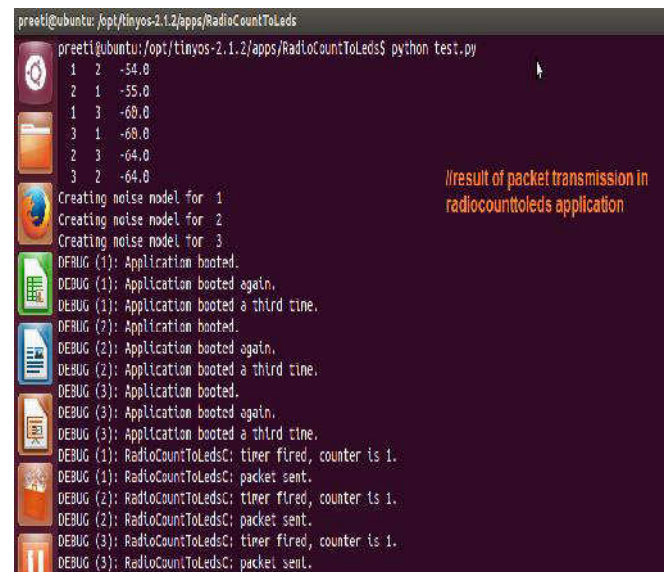 preeti@ubuntu: /opt/tinyos-2.1.2/apps/RadioCountToLeds
preeti@ubuntu:/opt/tinyos-2.1.2/apps/RadioCountToLeds$ python test.py
1 2 -54.0
2 1 -55.0
1 3 -60.0
3 1 -60.0
2 3 -64.0
3 2 -64.0
//result of packet transmission in
radiocounttoleds application
Creating noise model for 1
Creating noise model for 2
Creating noise model for 3
DEBUG (1): Application booted.
DEBUG (1): Application booted again.
DEBUG (1): Application booted a third time.
DEBUG (2): Application booted.
DEBUG (2): Application booted again.
DEBUG (2): Application booted a third time.
DEBUG (3): Application booted.
DEBUG (3): Application booted again.
DEBUG (3): Application booted a third time.
DEBUG (1): RadioCountToLedsC: timer fired, counter is 1.
DEBUG (1): RadioCountToLedsC: packet sent.
DEBUG (2): RadioCountToLedsC: timer fired, counter is 1.
DEBUG (2): RadioCountToLedsC: packet sent.
DEBUG (3): RadioCountToLedsC: timer fired, counter is 1.
DEBUG (3): RadioCountToLedsC: packet sent.